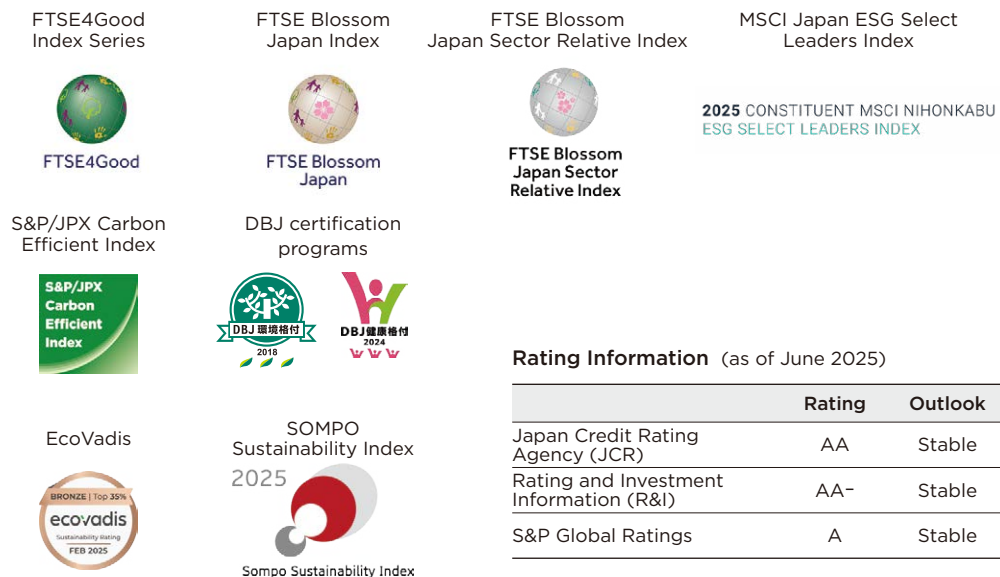 FTSE4Good
Index Series
FTSE4Good
FTSE Blossom
Japan Index
FTSE Blossom
Japan
FTSE Blossom
Japan Sector Relative Index
FTSE Blossom
Japan Sector
Relative Index
MSCI Japan ESG Select
Leaders Index
2025 CONSTITUENT MSCI NIHONKABU
ESG SELECT LEADERS INDEX
S&P/JPX Carbon
Efficient Index
S&P/JPX
Carbon
Efficient
Index
DBJ certification
programs
DBJ 環境格付
2018
DBJ健康格付
2024
EcoVadis
BRONZE | Top 35%
ecovadis
Sustainability Rating
FEB 2025
SOMPO
Sustainability Index
2025
Sompo Sustainability Index
Rating Information (as of June 2025)
Rating Outlook
Japan Credit Rating
Agency (JCR) AA Stable
Rating and Investment
Information (R&I) AA− Stable
S&P Global Ratings A Stable